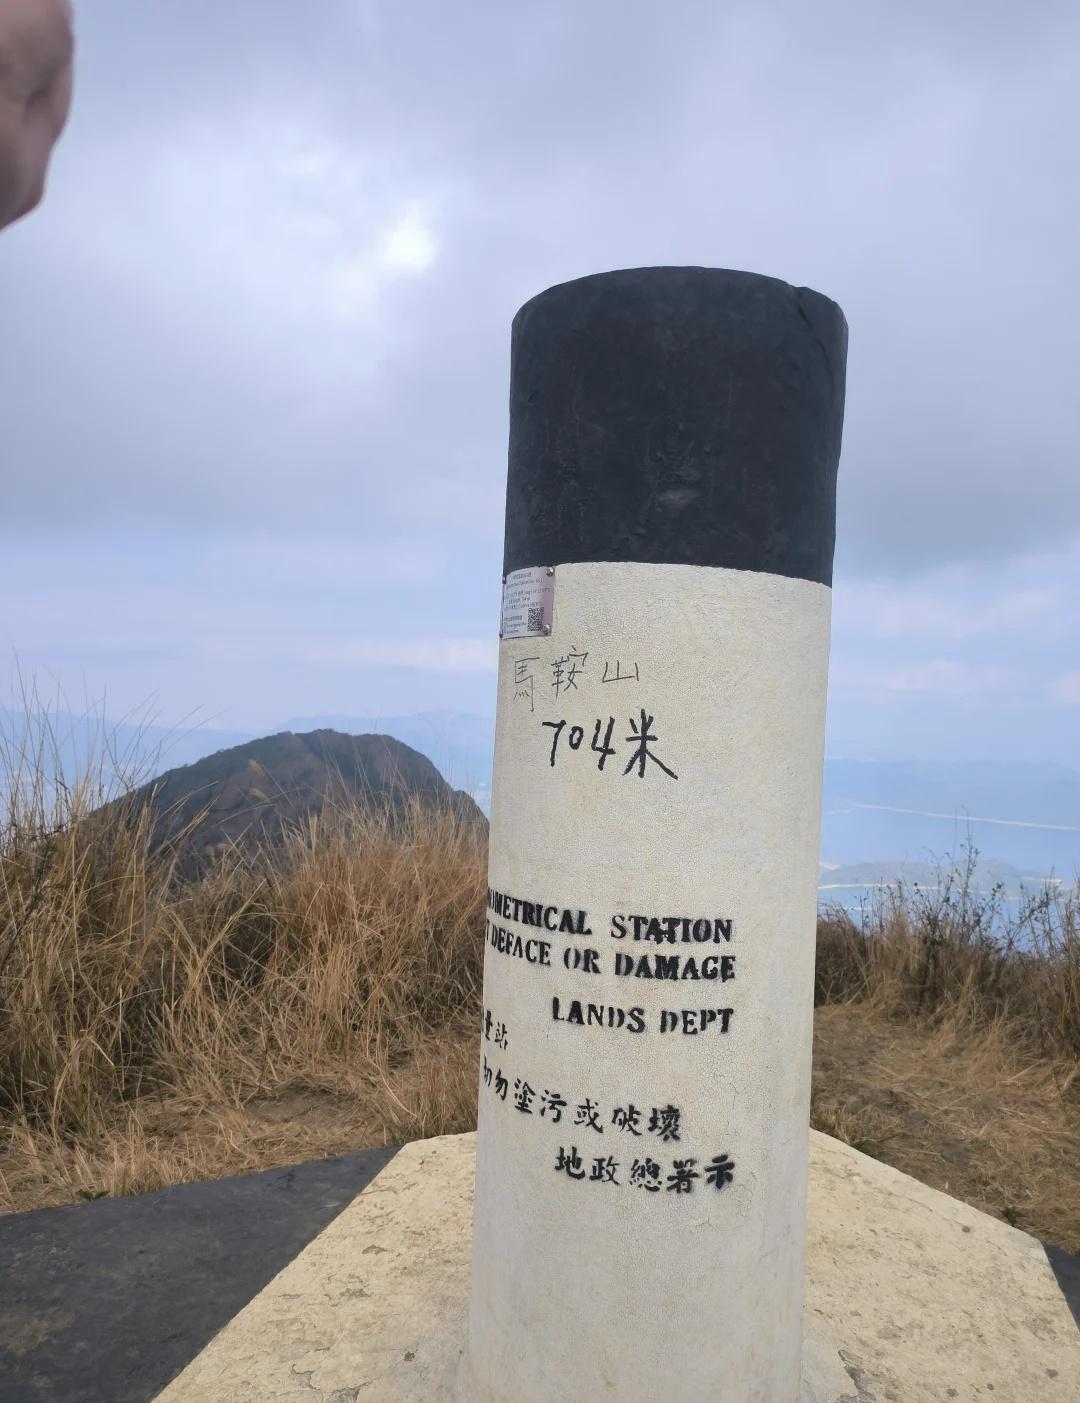 馬鞍山
704米
OMETRICAL STATION
DEFACE OR DAMAGE
LANDS DEPT
站
切勿塗污或破壞
地政總署示